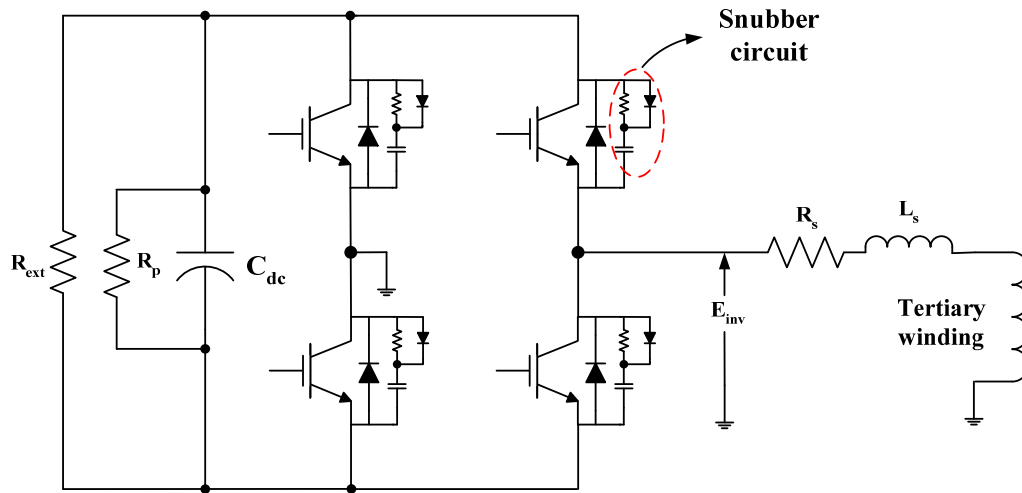 Snubber
circuit
R_ext
R_p
C_dc
E_inv
R_s
L_s
Tertiary
winding